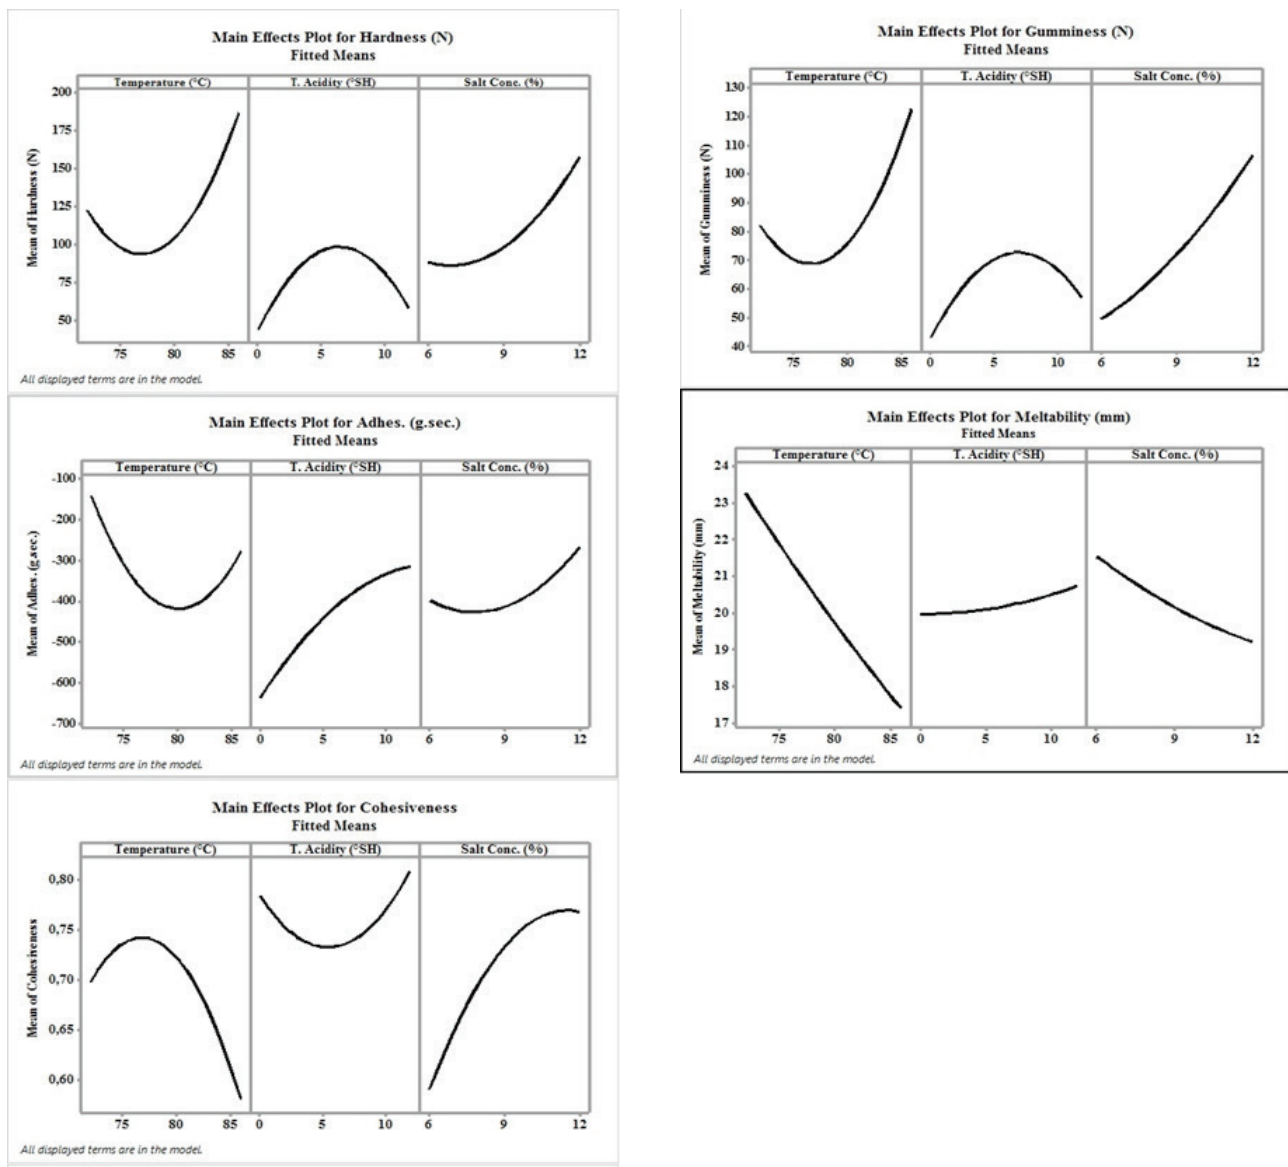 Main Effects Plot for Hardness (N)
Fitted Means
Temperature (°C) T. Acidity (°SH) Salt Conc. (%)
Mean of Hardness (N)
200
175
150
125
100
75
50
75 80 85 0 5 10 6 9 12
All displayed terms are in the model.
Main Effects Plot for Gumminess (N)
Fitted Means
Temperature (°C) T. Acidity (°SH) Salt Conc. (%)
Mean of Gumminess (N)
130
120
110
100
90
80
70
60
50
40
75 80 85 0 5 10 6 9 12
Main Effects Plot for Adhes. (g.sec.)
Fitted Means
Temperature (°C) T. Acidity (°SH) Salt Conc. (%)
Mean of Adhes. (g.sec.)
-100
-200
-300
-400
-500
-600
-700
75 80 85 0 5 10 6 9 12
All displayed terms are in the model.
Main Effects Plot for Meltability (mm)
Fitted Means
Temperature (°C) T. Acidity (°SH) Salt Conc. (%)
Mean of Meltability (mm)
24
23
22
21
20
19
18
17
75 80 85 0 5 10 6 9 12
All displayed terms are in the model.
Main Effects Plot for Cohesiveness
Fitted Means
Temperature (°C) T. Acidity (°SH) Salt Conc. (%)
Mean of Cohesiveness
0,80
0,75
0,70
0,65
0,60
75 80 85 0 5 10 6 9 12
All displayed terms are in the model.